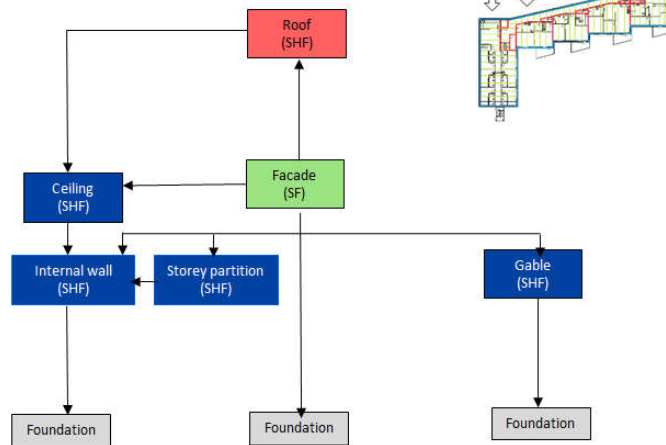 Roof
(SHF)
Facade
(SF)
Ceiling
(SHF)
Internal wall
(SHF)
Storey partition
(SHF)
Gable
(SHF)
Foundation
Foundation
Foundation